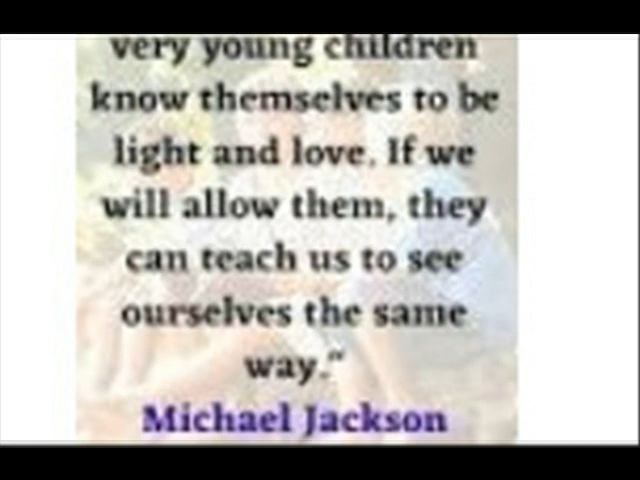 very young children
know themselves to be
light and love. If we
will allow them, they
can teach us to see
ourselves the same
way.”
Michael Jackson